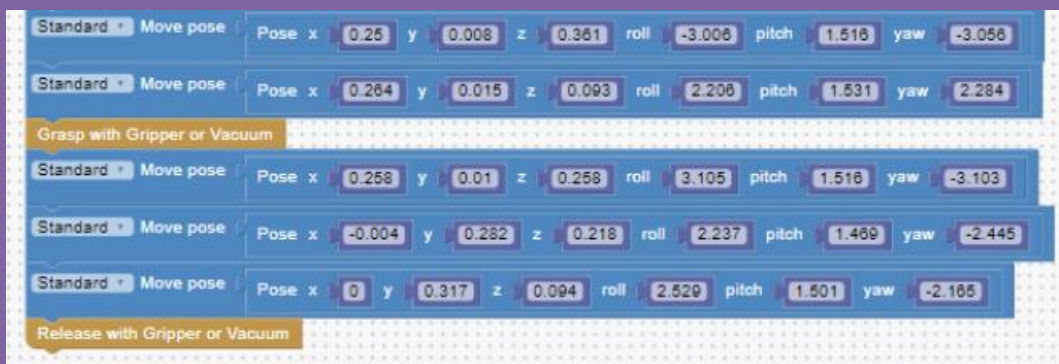 Standard Move pose Pose x 0.25 y 0.008 z 0.361 roll -3.006 pitch 1.516 yaw -3.056
Standard Move pose Pose x 0.264 y 0.015 z 0.093 roll 2.206 pitch 1.531 yaw 2.284
Grasp with Gripper or Vacuum
Standard Move pose Pose x 0.258 y 0.01 z 0.258 roll 3.105 pitch 1.516 yaw -3.103
Standard Move pose Pose x -0.004 y 0.282 z 0.218 roll 2.237 pitch 1.469 yaw -2.445
Standard Move pose Pose x 0 y 0.317 z 0.094 roll 2.529 pitch 1.501 yaw -2.165
Release with Gripper or Vacuum